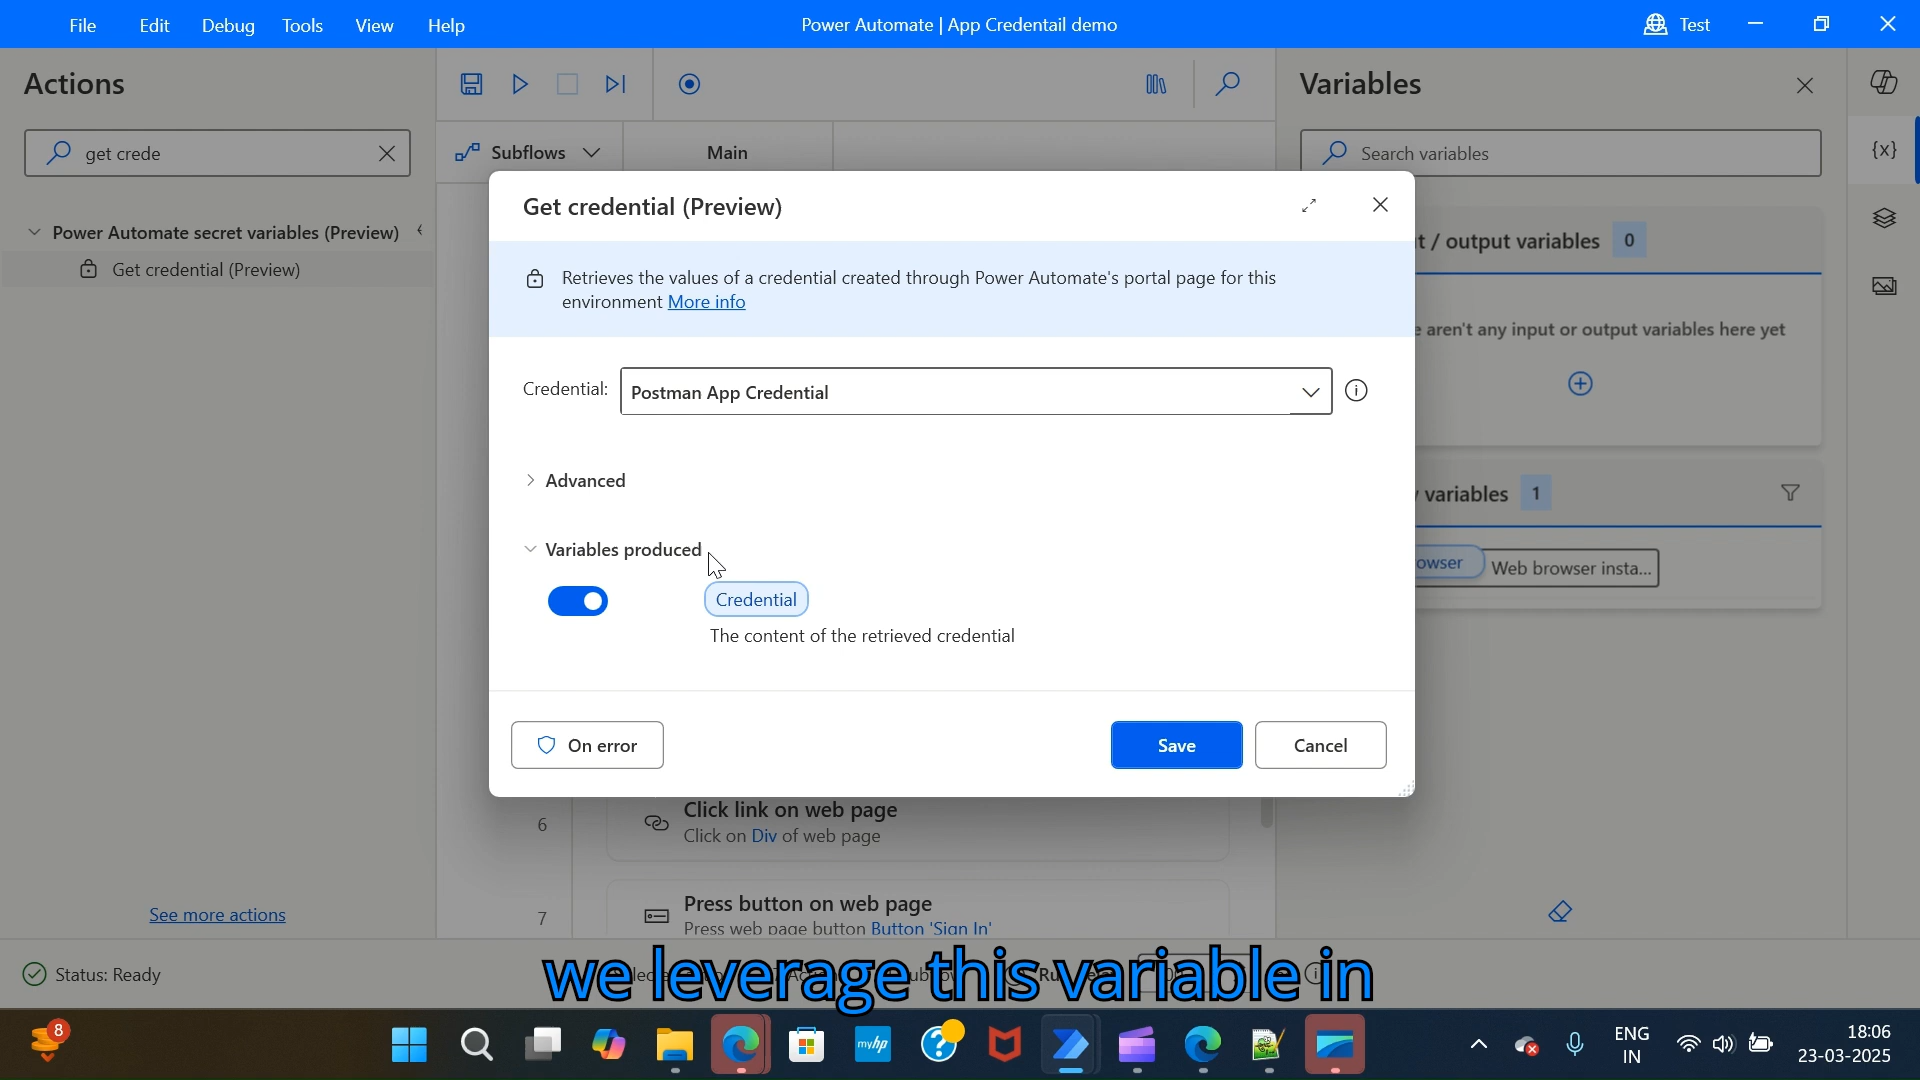 File Edit Debug Tools View Help
Power Automate | App Credentail demo
Test
Actions
get crede
Power Automate secret variables (Preview)
Get credential (Preview)
See more actions
Subflows
Main
Variables
Search variables
Get credential (Preview)
Retrieves the values of a credential created through Power Automate's portal page for this
environment More info
Credential:
Postman App Credential
Advanced
Variables produced
Credential
The content of the retrieved credential
On error
Save
Cancel
t / output variables 0
e aren't any input or output variables here yet
variables 1
owser
Web browser insta...
6
Click link on web page
Click on Div of web page
7
Press button on web page
Press web page button Button 'Sign In'
Status: Ready
we leverage this variable in
8
myhp
ENG
IN
18:06
23-03-2025